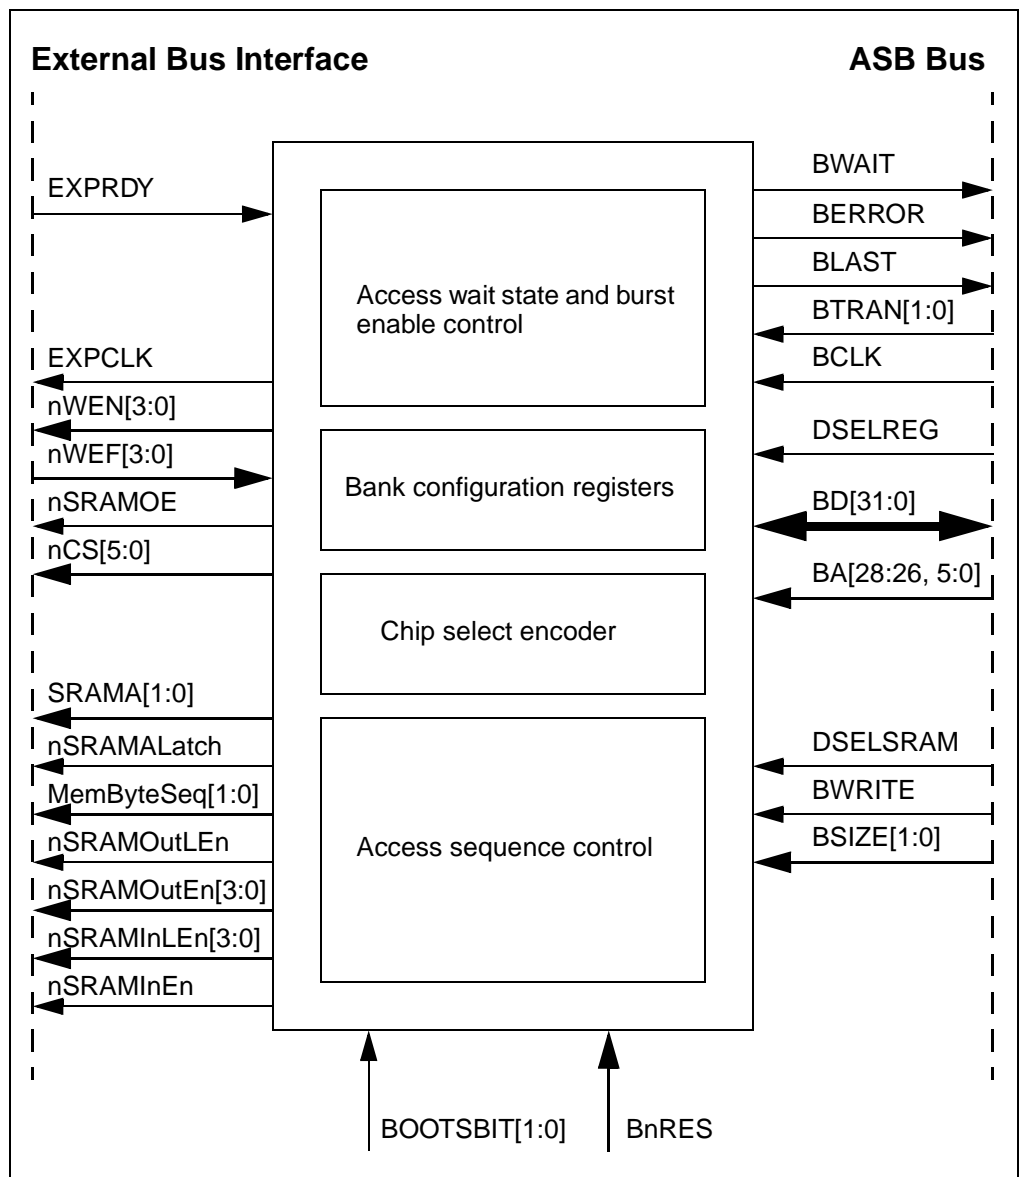 External Bus Interface
ASB Bus
EXPRDY
EXPCLK
nWEN[3:0]
nWEF[3:0]
nSRAMOE
nCS[5:0]
SRAMA[1:0]
nSRAMALatch
MemByteSeq[1:0]
nSRAMOutLEn
nSRAMOutEn[3:0]
nSRAMInLEn[3:0]
nSRAMInEn
Access wait state and burst
enable control
Bank configuration registers
Chip select encoder
Access sequence control
BWAIT
BERROR
BLAST
BTRAN[1:0]
BCLK
DSELREG
BD[31:0]
BA[28:26, 5:0]
DSELSRAM
BWRITE
BSIZE[1:0]
BOOTSBIT[1:0]
BnRES